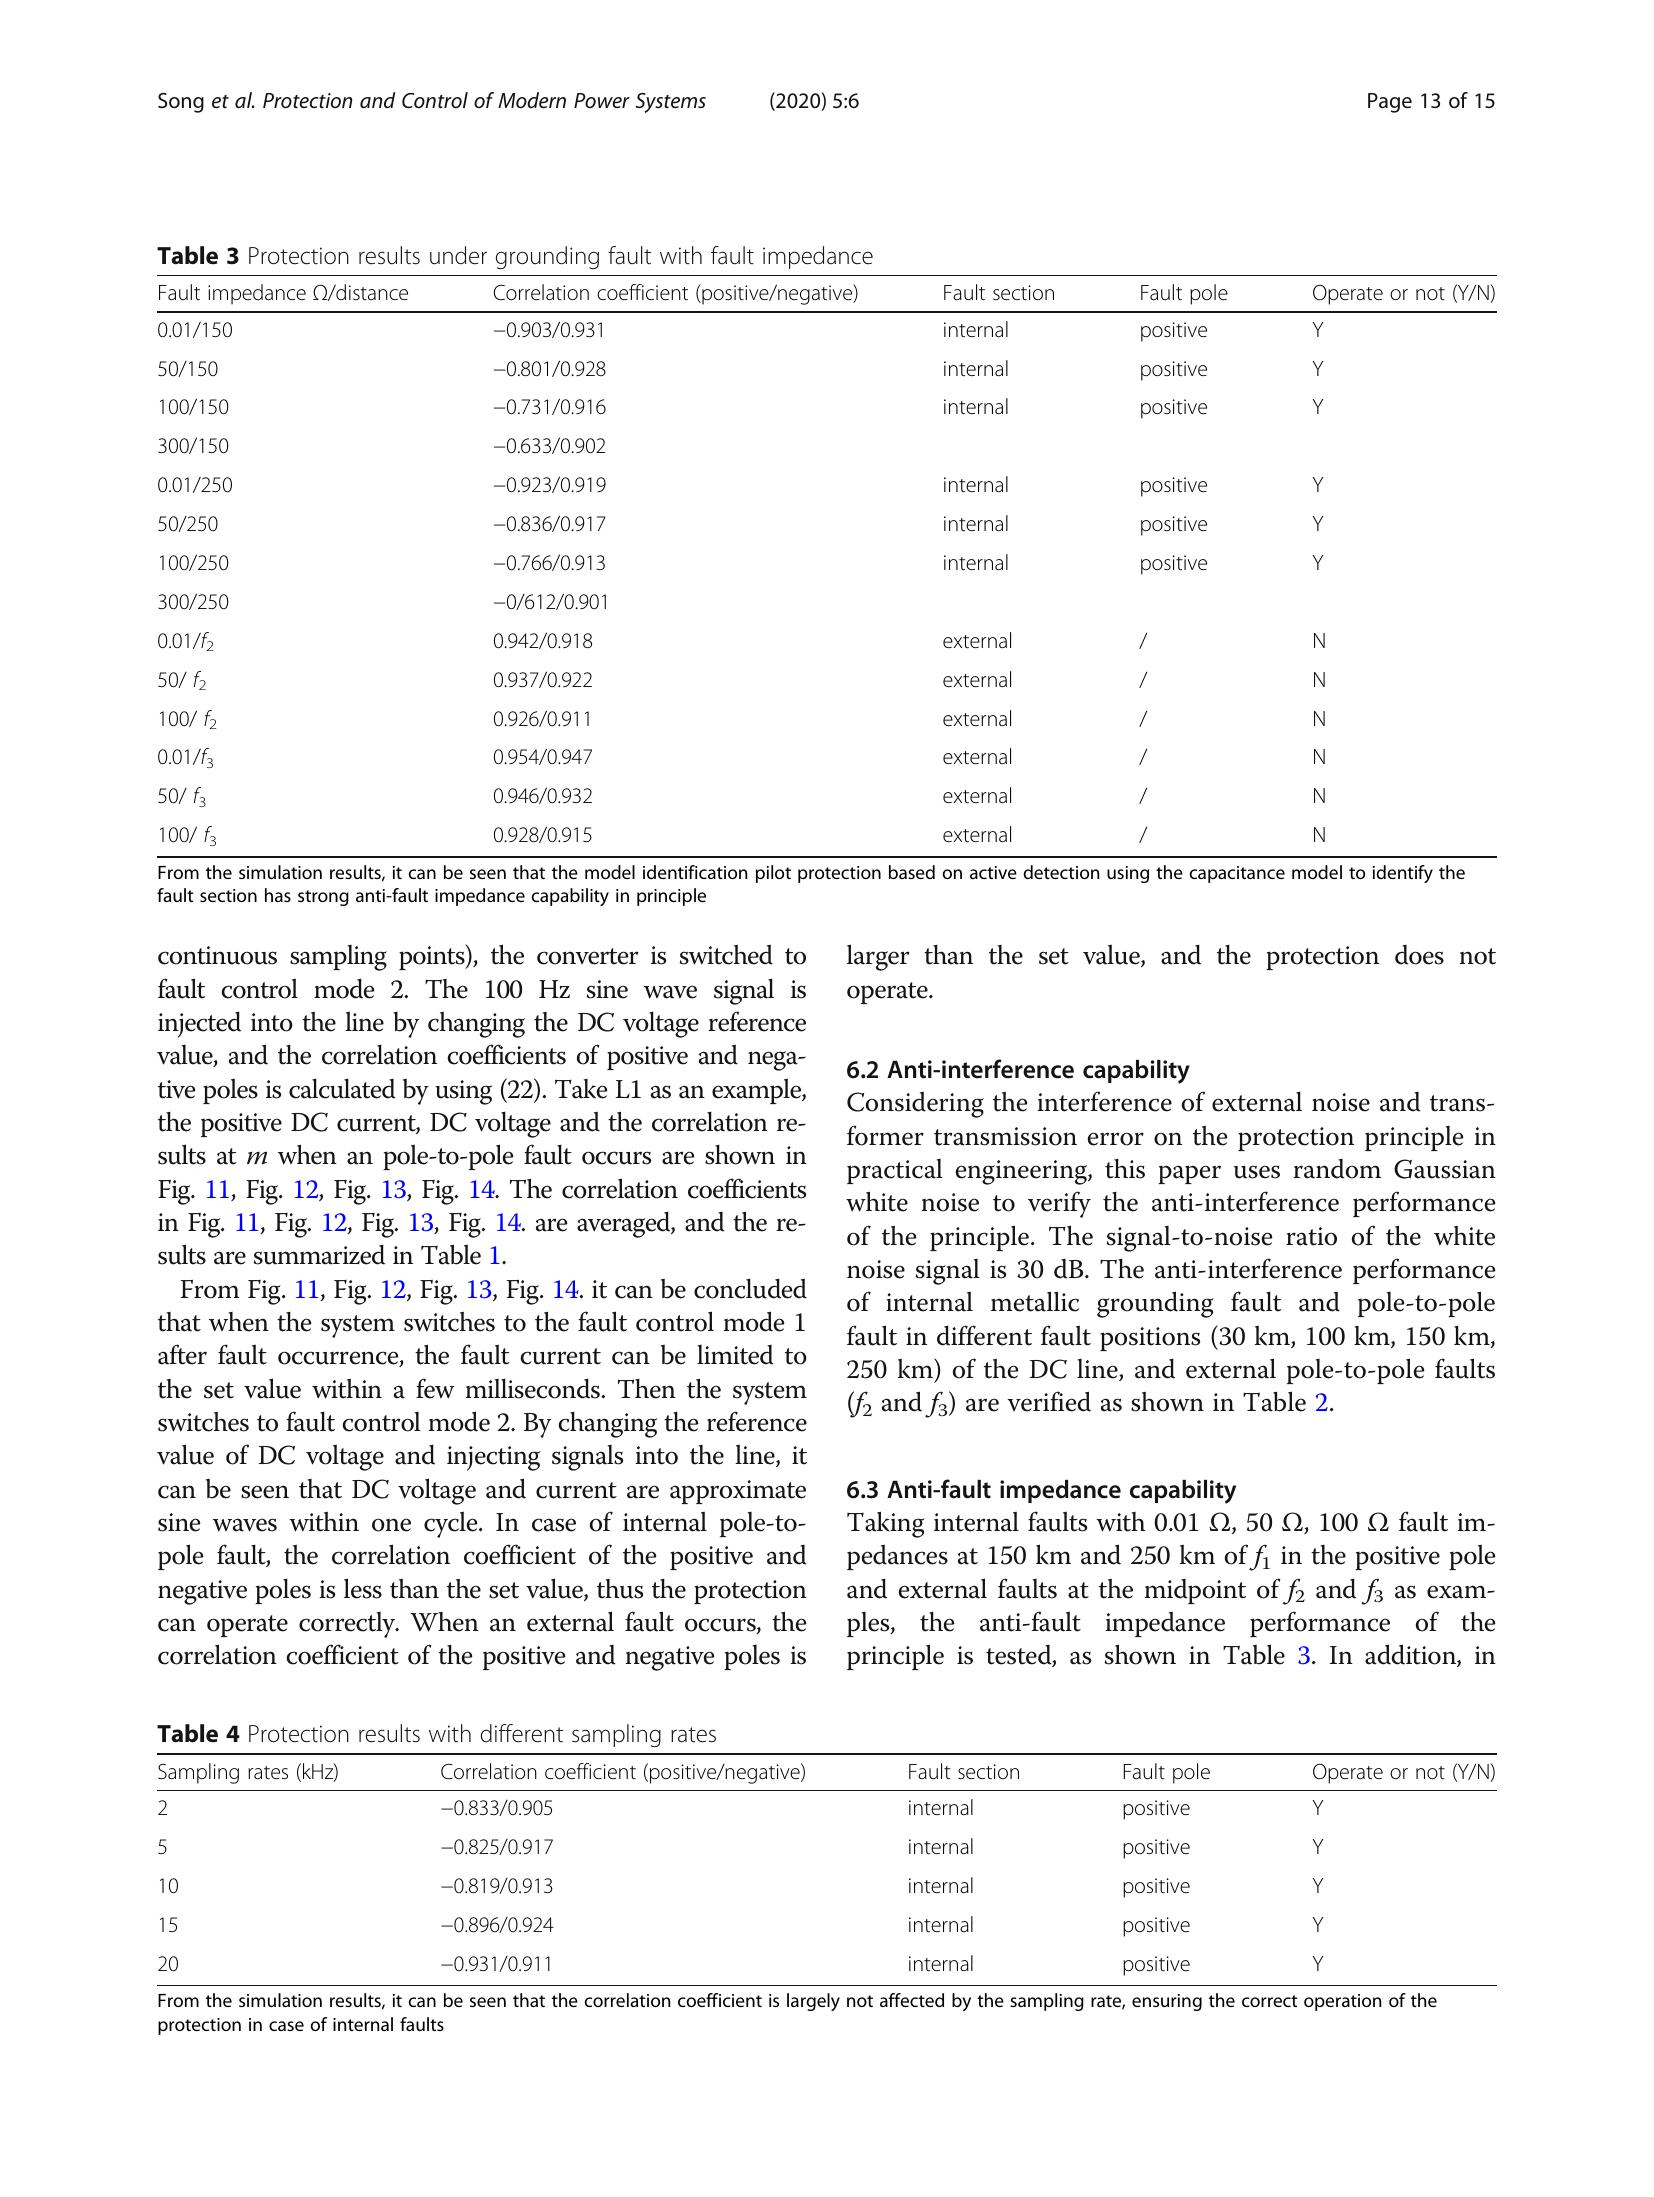 Song et al. Protection and Control of Modern Power Systems (2020) 5:6 Page 13 of 15
Table 3 Protection results under grounding fault with fault impedance
Fault impedance Ω/distance Correlation coefficient (positive/negative) Fault section Fault pole Operate or not (Y/N)
0.01/150 −0.903/0.931 internal positive Y
50/150 −0.801/0.928 internal positive Y
100/150 −0.731/0.916 internal positive Y
300/150 −0.633/0.902
0.01/250 −0.923/0.919 internal positive Y
50/250 −0.836/0.917 internal positive Y
100/250 −0.766/0.913 internal positive Y
300/250 −0/612/0.901
0.01/f2 0.942/0.918 external / N
50/ f2 0.937/0.922 external / N
100/ f2 0.926/0.911 external / N
0.01/f3 0.954/0.947 external / N
50/ f3 0.946/0.932 external / N
100/ f3 0.928/0.915 external / N
From the simulation results, it can be seen that the model identification pilot protection based on active detection using the capacitance model to identify the
fault section has strong anti-fault impedance capability in principle
continuous sampling points), the converter is switched to
fault control mode 2. The 100 Hz sine wave signal is
injected into the line by changing the DC voltage reference
value, and the correlation coefficients of positive and nega-
tive poles is calculated by using (22). Take L1 as an example,
the positive DC current, DC voltage and the correlation re-
sults at m when an pole-to-pole fault occurs are shown in
Fig. 11, Fig. 12, Fig. 13, Fig. 14. The correlation coefficients
in Fig. 11, Fig. 12, Fig. 13, Fig. 14. are averaged, and the re-
sults are summarized in Table 1.
From Fig. 11, Fig. 12, Fig. 13, Fig. 14. it can be concluded
that when the system switches to the fault control mode 1
after fault occurrence, the fault current can be limited to
the set value within a few milliseconds. Then the system
switches to fault control mode 2. By changing the reference
value of DC voltage and injecting signals into the line, it
can be seen that DC voltage and current are approximate
sine waves within one cycle. In case of internal pole-to-
pole fault, the correlation coefficient of the positive and
negative poles is less than the set value, thus the protection
can operate correctly. When an external fault occurs, the
correlation coefficient of the positive and negative poles is
larger than the set value, and the protection does not
operate.
6.2 Anti-interference capability
Considering the interference of external noise and trans-
former transmission error on the protection principle in
practical engineering, this paper uses random Gaussian
white noise to verify the anti-interference performance
of the principle. The signal-to-noise ratio of the white
noise signal is 30 dB. The anti-interference performance
of internal metallic grounding fault and pole-to-pole
fault in different fault positions (30 km, 100 km, 150 km,
250 km) of the DC line, and external pole-to-pole faults
(f2 and f3) are verified as shown in Table 2.
6.3 Anti-fault impedance capability
Taking internal faults with 0.01 Ω, 50 Ω, 100 Ω fault im-
pedances at 150 km and 250 km of f1 in the positive pole
and external faults at the midpoint of f2 and f3 as exam-
ples, the anti-fault impedance performance of the
principle is tested, as shown in Table 3. In addition, in
Table 4 Protection results with different sampling rates
Sampling rates (kHz) Correlation coefficient (positive/negative) Fault section Fault pole Operate or not (Y/N)
2 −0.833/0.905 internal positive Y
5 −0.825/0.917 internal positive Y
10 −0.819/0.913 internal positive Y
15 −0.896/0.924 internal positive Y
20 −0.931/0.911 internal positive Y
From the simulation results, it can be seen that the correlation coefficient is largely not affected by the sampling rate, ensuring the correct operation of the
protection in case of internal faults